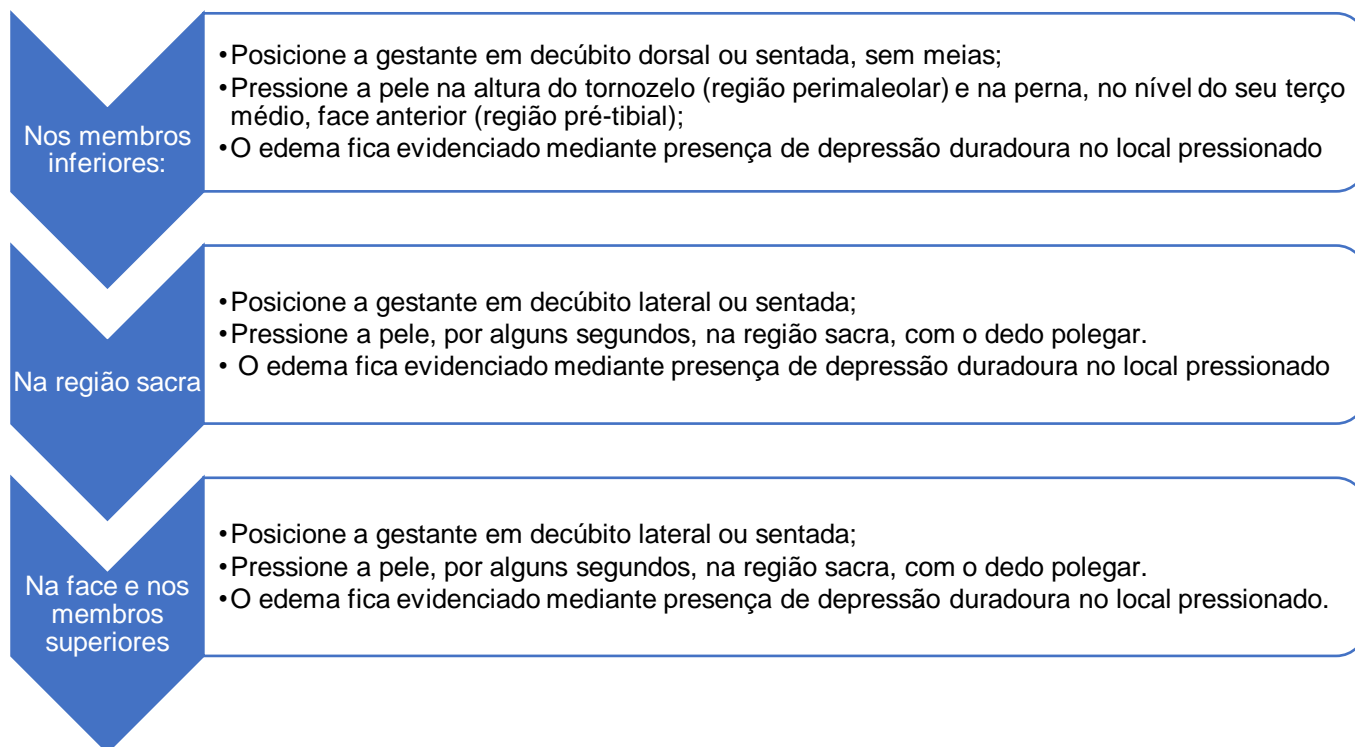 Nos membros
inferiores:
•Posicione a gestante em decúbito dorsal ou sentada, sem meias;
•Pressione a pele na altura do tornozelo (região perimaleolar) e na perna, no nível do seu terço
médio, face anterior (região pré-tibial);
•O edema fica evidenciado mediante presença de depressão duradoura no local pressionado
Na região sacra
•Posicione a gestante em decúbito lateral ou sentada;
•Pressione a pele, por alguns segundos, na região sacra, com o dedo polegar.
• O edema fica evidenciado mediante presença de depressão duradoura no local pressionado
Na face e nos
membros
superiores
•Posicione a gestante em decúbito lateral ou sentada;
•Pressione a pele, por alguns segundos, na região sacra, com o dedo polegar.
•O edema fica evidenciado mediante presença de depressão duradoura no local pressionado.